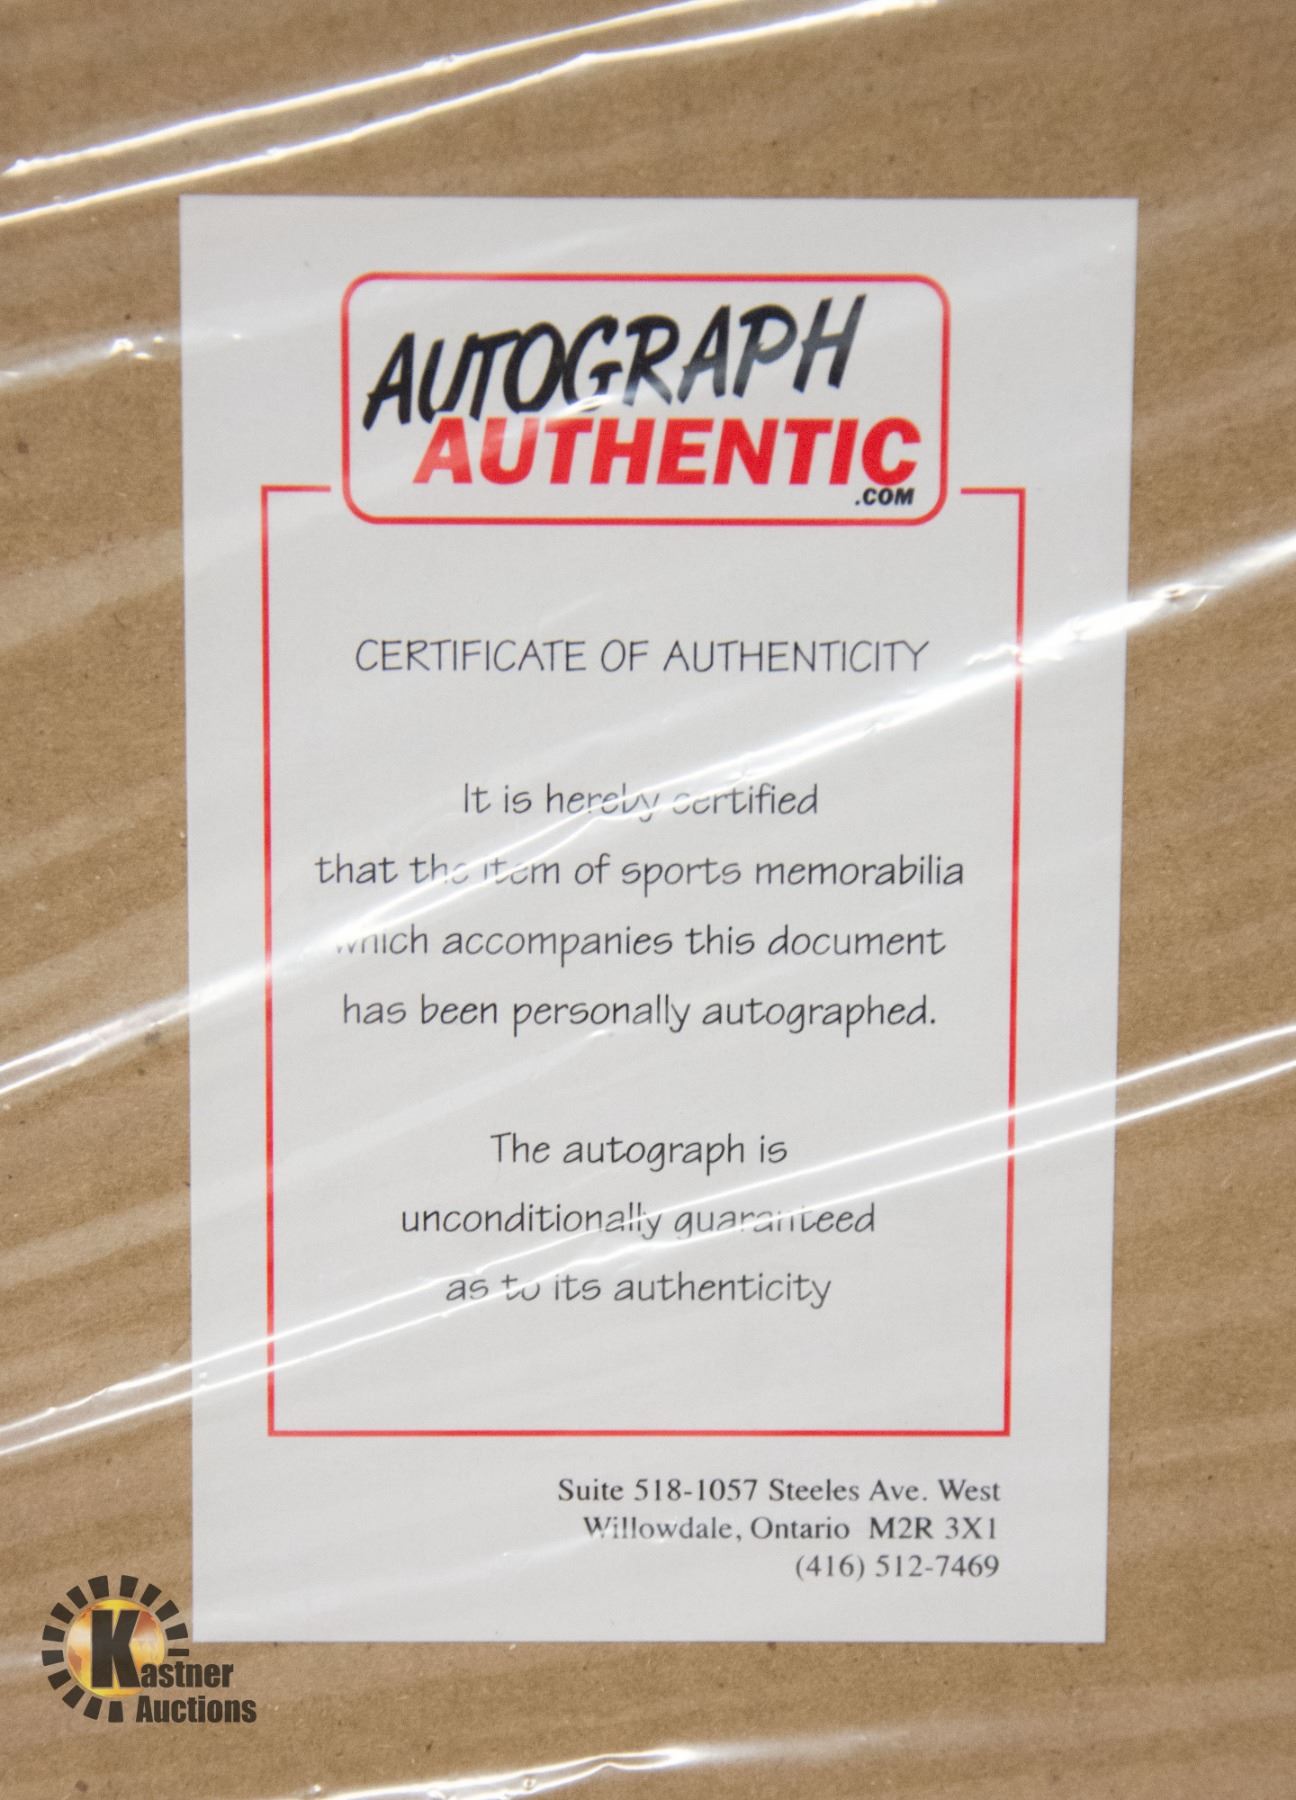 AUTOGRAPH
AUTHENTIC
.COM
CERTIFICATE OF AUTHENTICITY
It is hereby certified
that the item of sports memorabilia
which accompanies this document
has been personally autographed.
The autograph is
unconditionally guaranteed
as to its authenticity
Suite 518-1057 Steeles Ave. West
Willowdale, Ontario M2R 3X1
(416) 512-7469
Kastner
Auctions